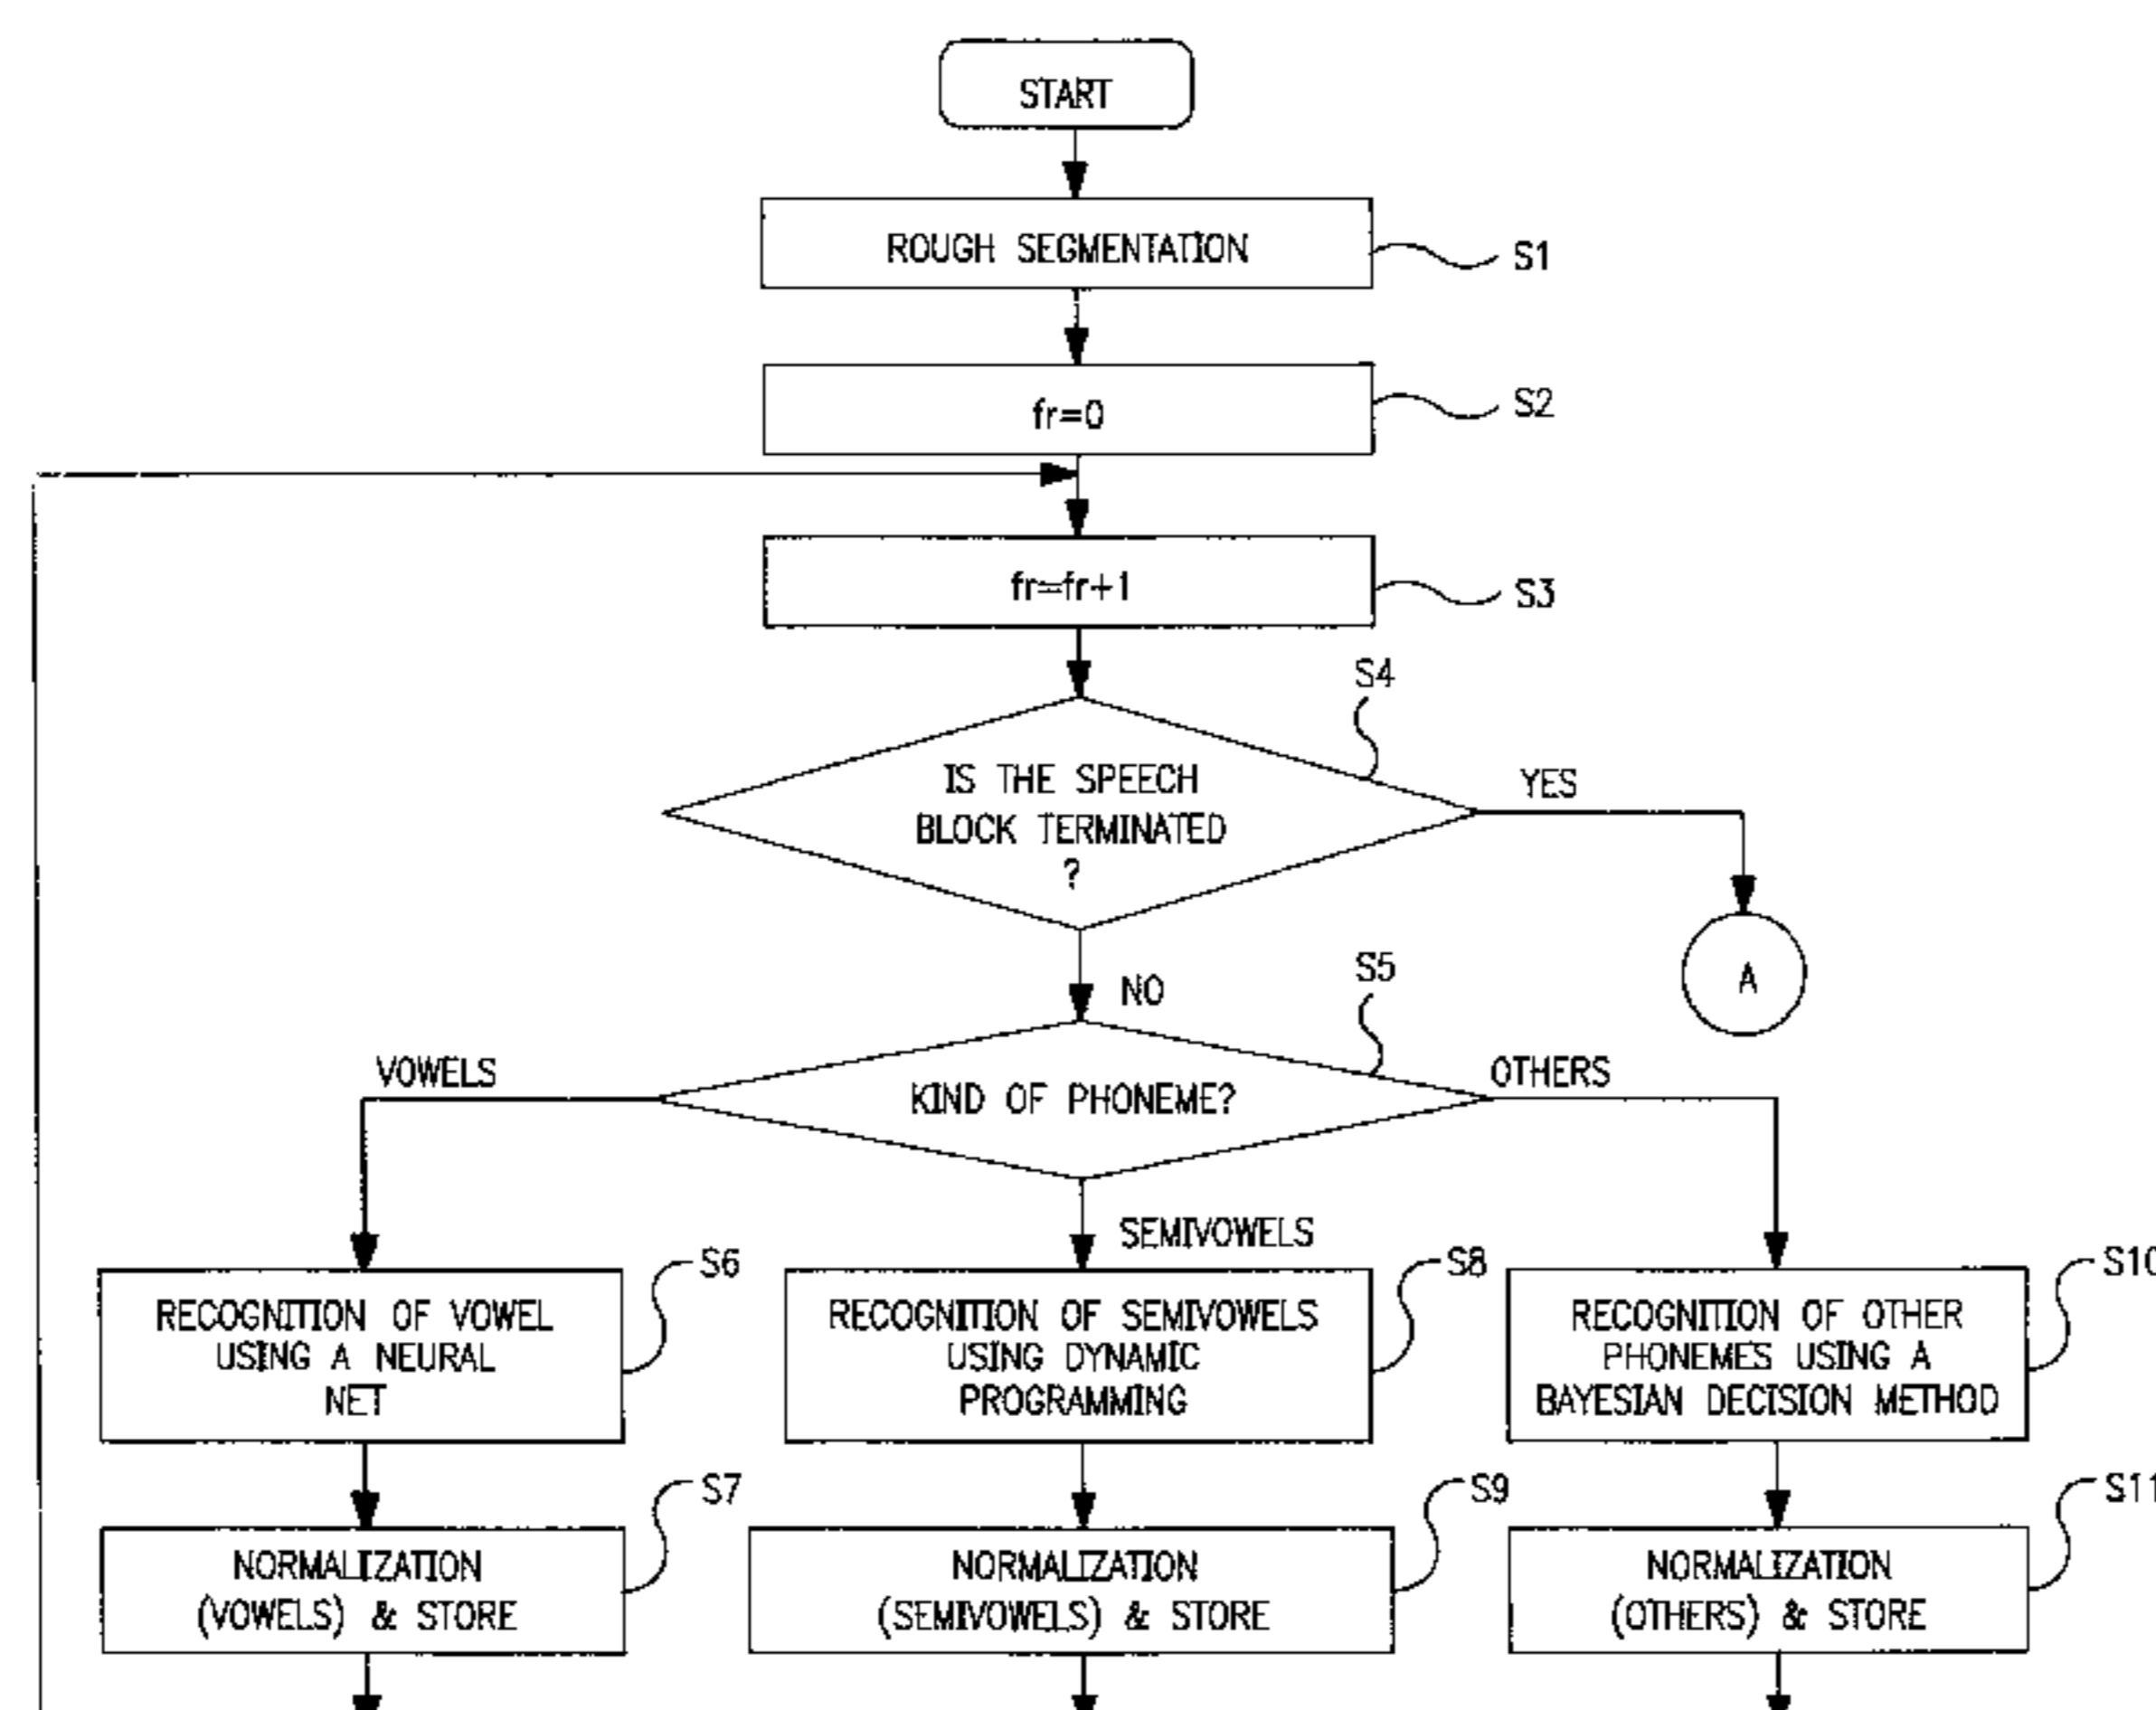 START
ROUGH SEGMENTATION
S1
fr=0
S2
fr=fr+1
S3
S4
IS THE SPEECH
BLOCK TERMINATED
?
YES
A
NO
S5
VOWELS
KIND OF PHONEME?
OTHERS
SEMIVOWELS
S6
RECOGNITION OF VOWEL
USING A NEURAL
NET
S8
RECOGNITION OF SEMIVOWELS
USING DYNAMIC
PROGRAMMING
S10
RECOGNITION OF OTHER
PHONEMES USING A
BAYESIAN DECISION METHOD
S7
NORMALIZATION
(VOWELS) & STORE
S9
NORMALIZATION
(SEMIVOWELS) & STORE
S11
NORMALIZATION
(OTHERS) & STORE